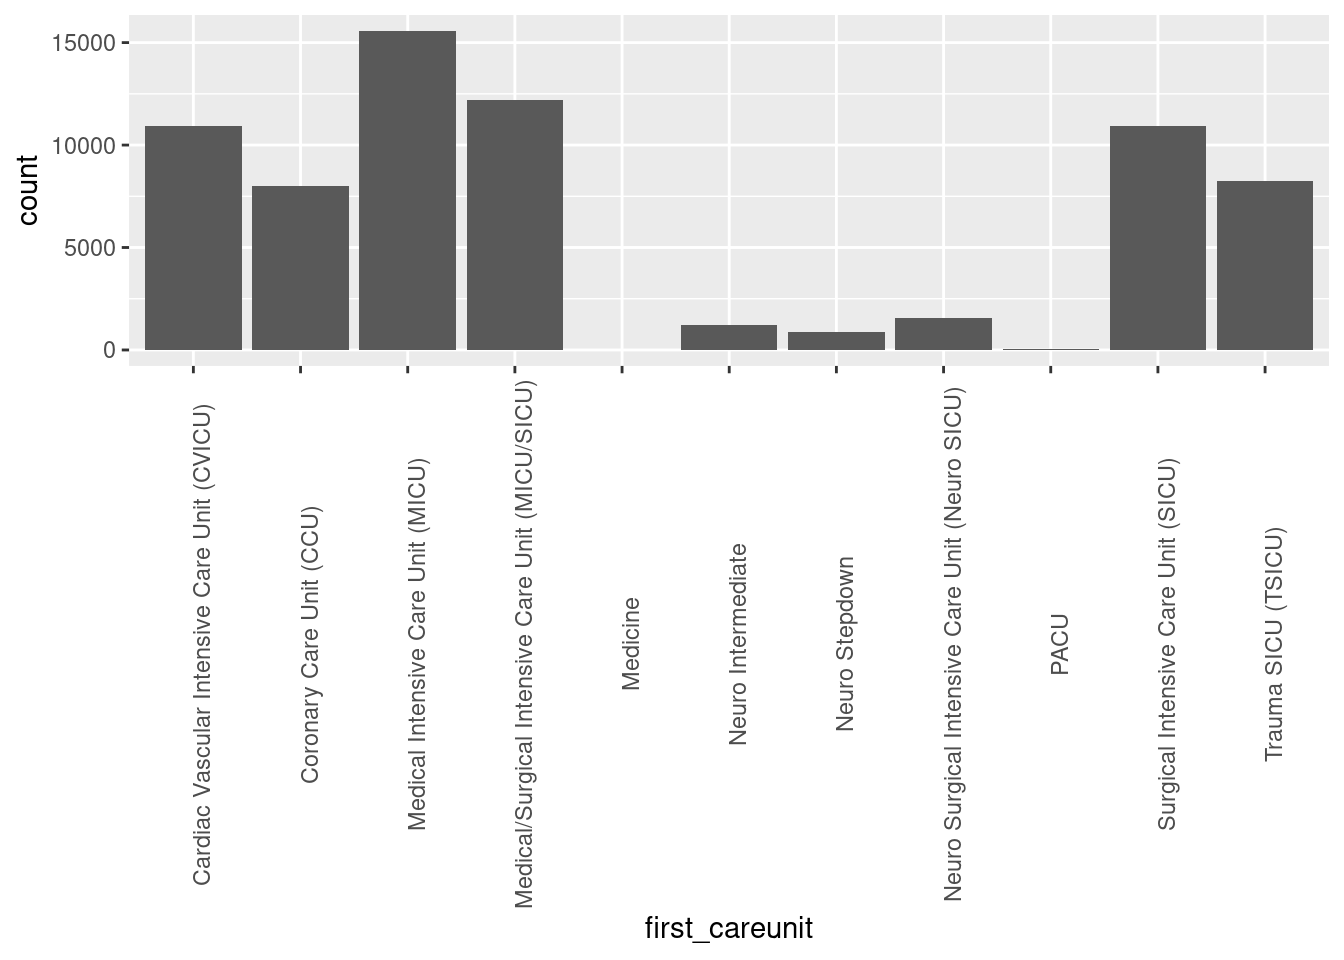 count
15000
10000
5000
0
Cardiac Vascular Intensive Care Unit (CVICU)
Coronary Care Unit (CCU)
Medical Intensive Care Unit (MICU)
Medical/Surgical Intensive Care Unit (MICU/SICU)
Medicine
Neuro Intermediate
Neuro Stepdown
Neuro Surgical Intensive Care Unit (Neuro SICU)
PACU
Surgical Intensive Care Unit (SICU)
Trauma SICU (TSICU)
first_careunit